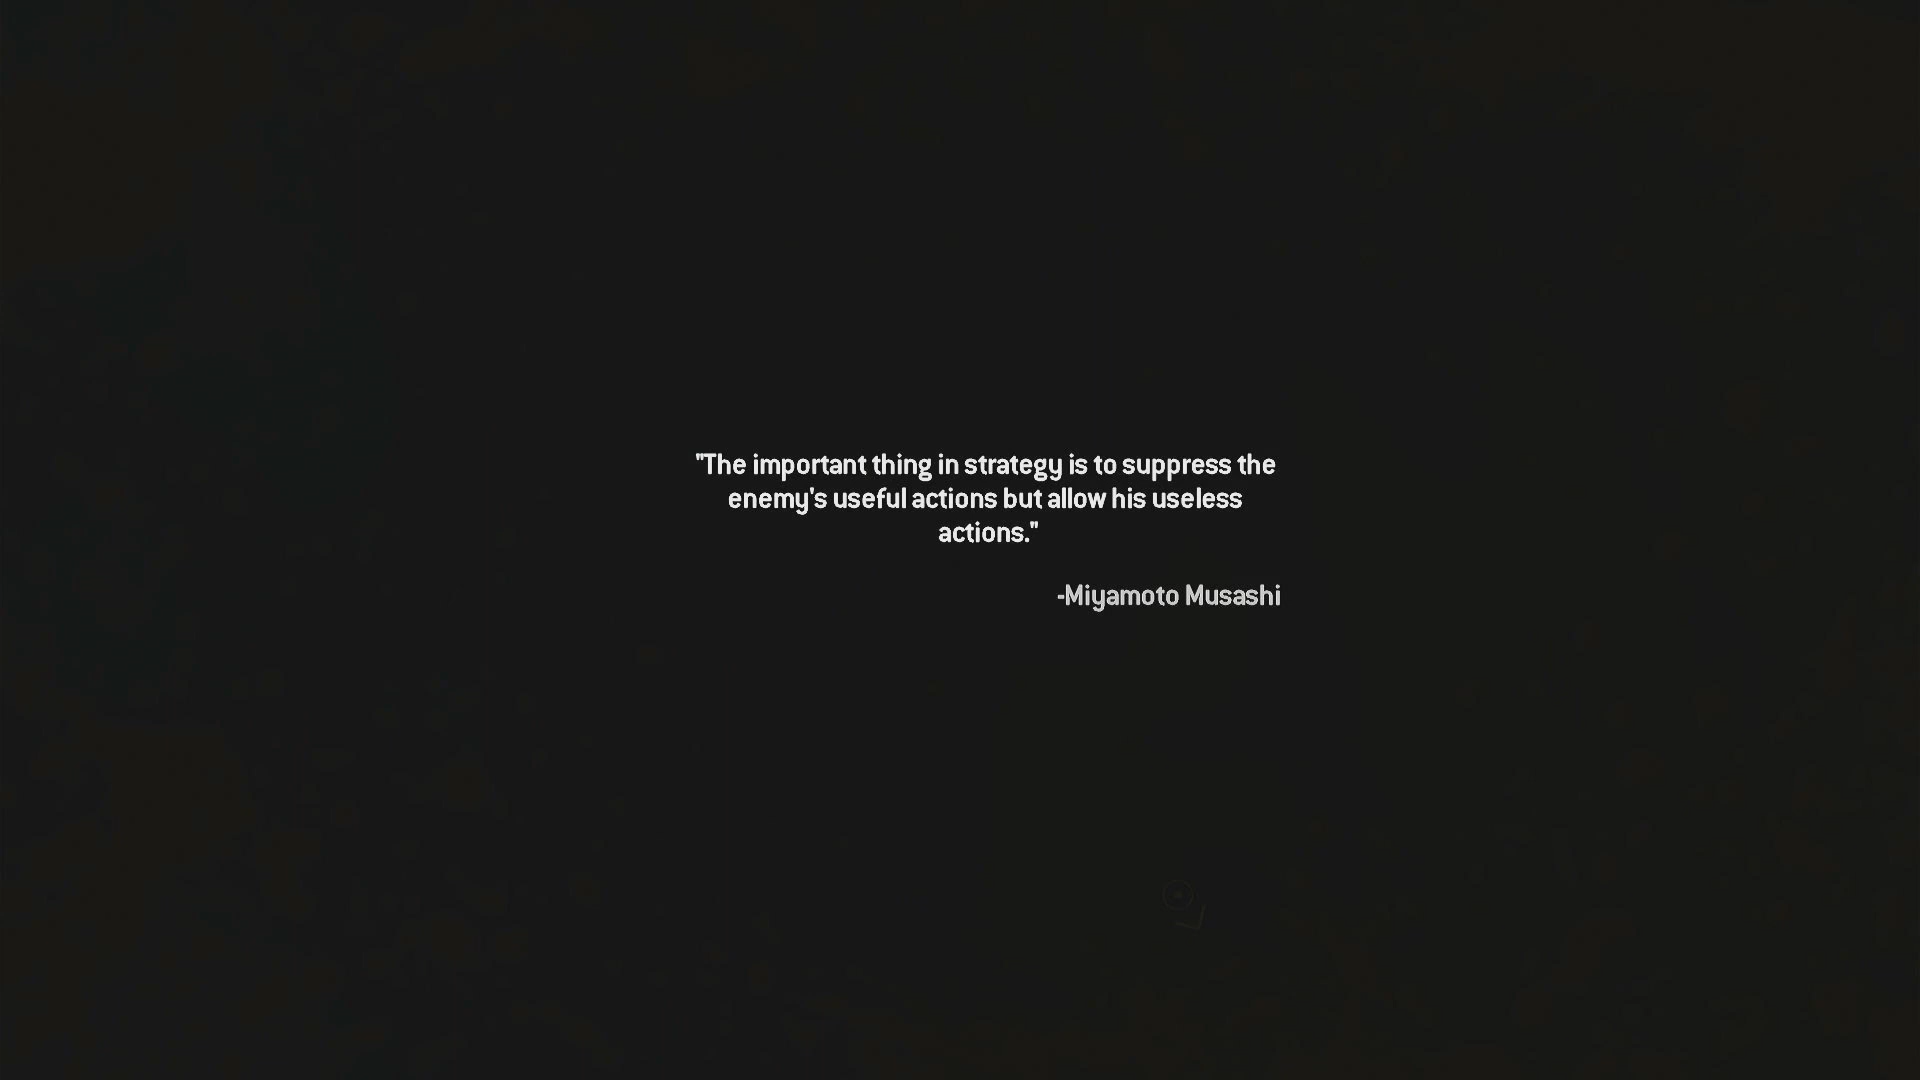 "The important thing in strategy is to suppress the
enemy's useful actions but allow his useless
actions."
-Miyamoto Musashi